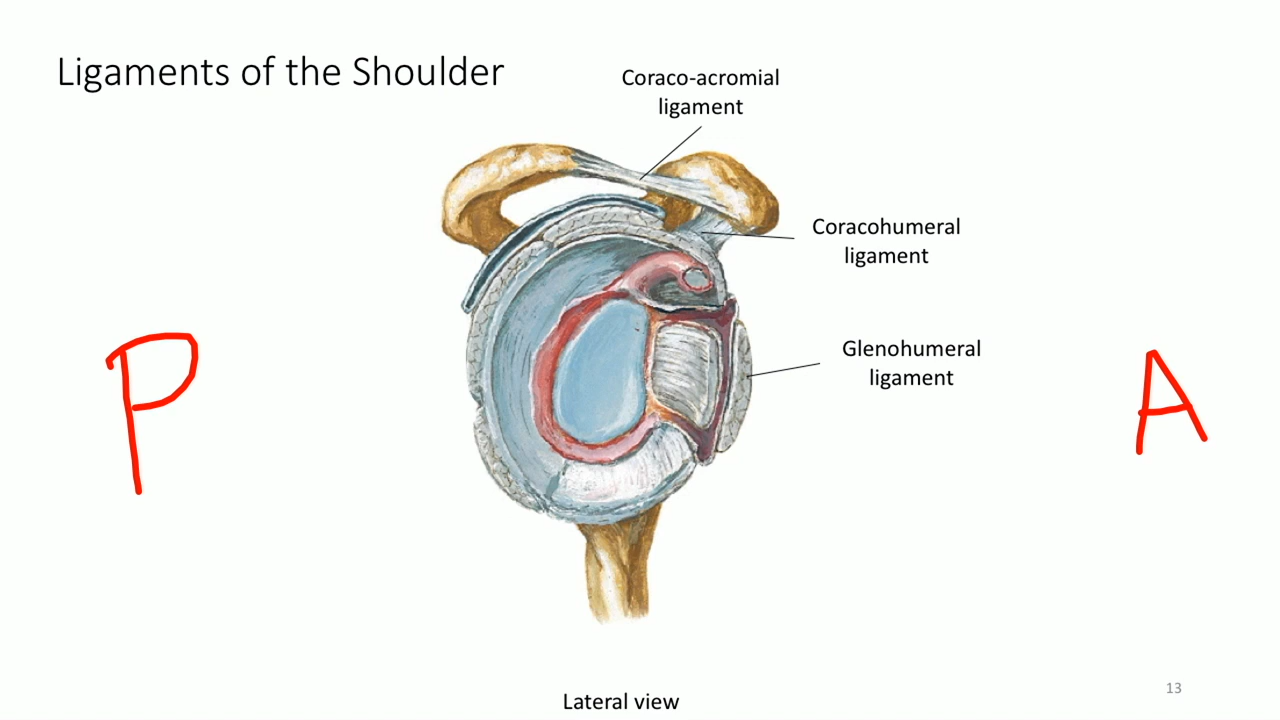 Ligaments of the Shoulder
Coraco-acromial
ligament
Coracohumeral
ligament
Glenohumeral
ligament
P
A
13
Lateral view